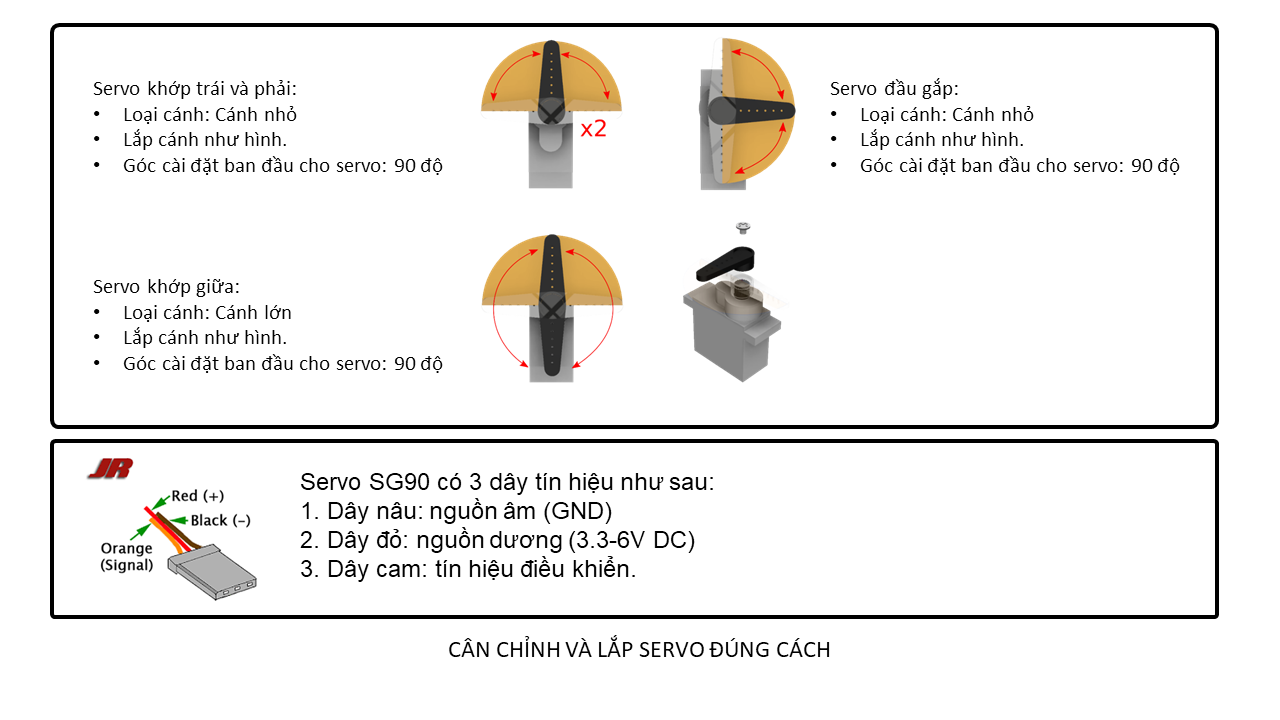 Servo khớp trái và phải:
• Loại cánh: Cánh nhỏ
• Lắp cánh như hình.
• Góc cài đặt ban đầu cho servo: 90 độ
x2
Servo đầu gắp:
• Loại cánh: Cánh nhỏ
• Lắp cánh như hình.
• Góc cài đặt ban đầu cho servo: 90 độ
Servo khớp giữa:
• Loại cánh: Cánh lớn
• Lắp cánh như hình.
• Góc cài đặt ban đầu cho servo: 90 độ
JR
Red (+)
Black (–)
Orange
(Signal)
Servo SG90 có 3 dây tín hiệu như sau:
1. Dây nâu: nguồn âm (GND)
2. Dây đỏ: nguồn dương (3.3-6V DC)
3. Dây cam: tín hiệu điều khiển.
CÂN CHỈNH VÀ LẮP SERVO ĐÚNG CÁCH